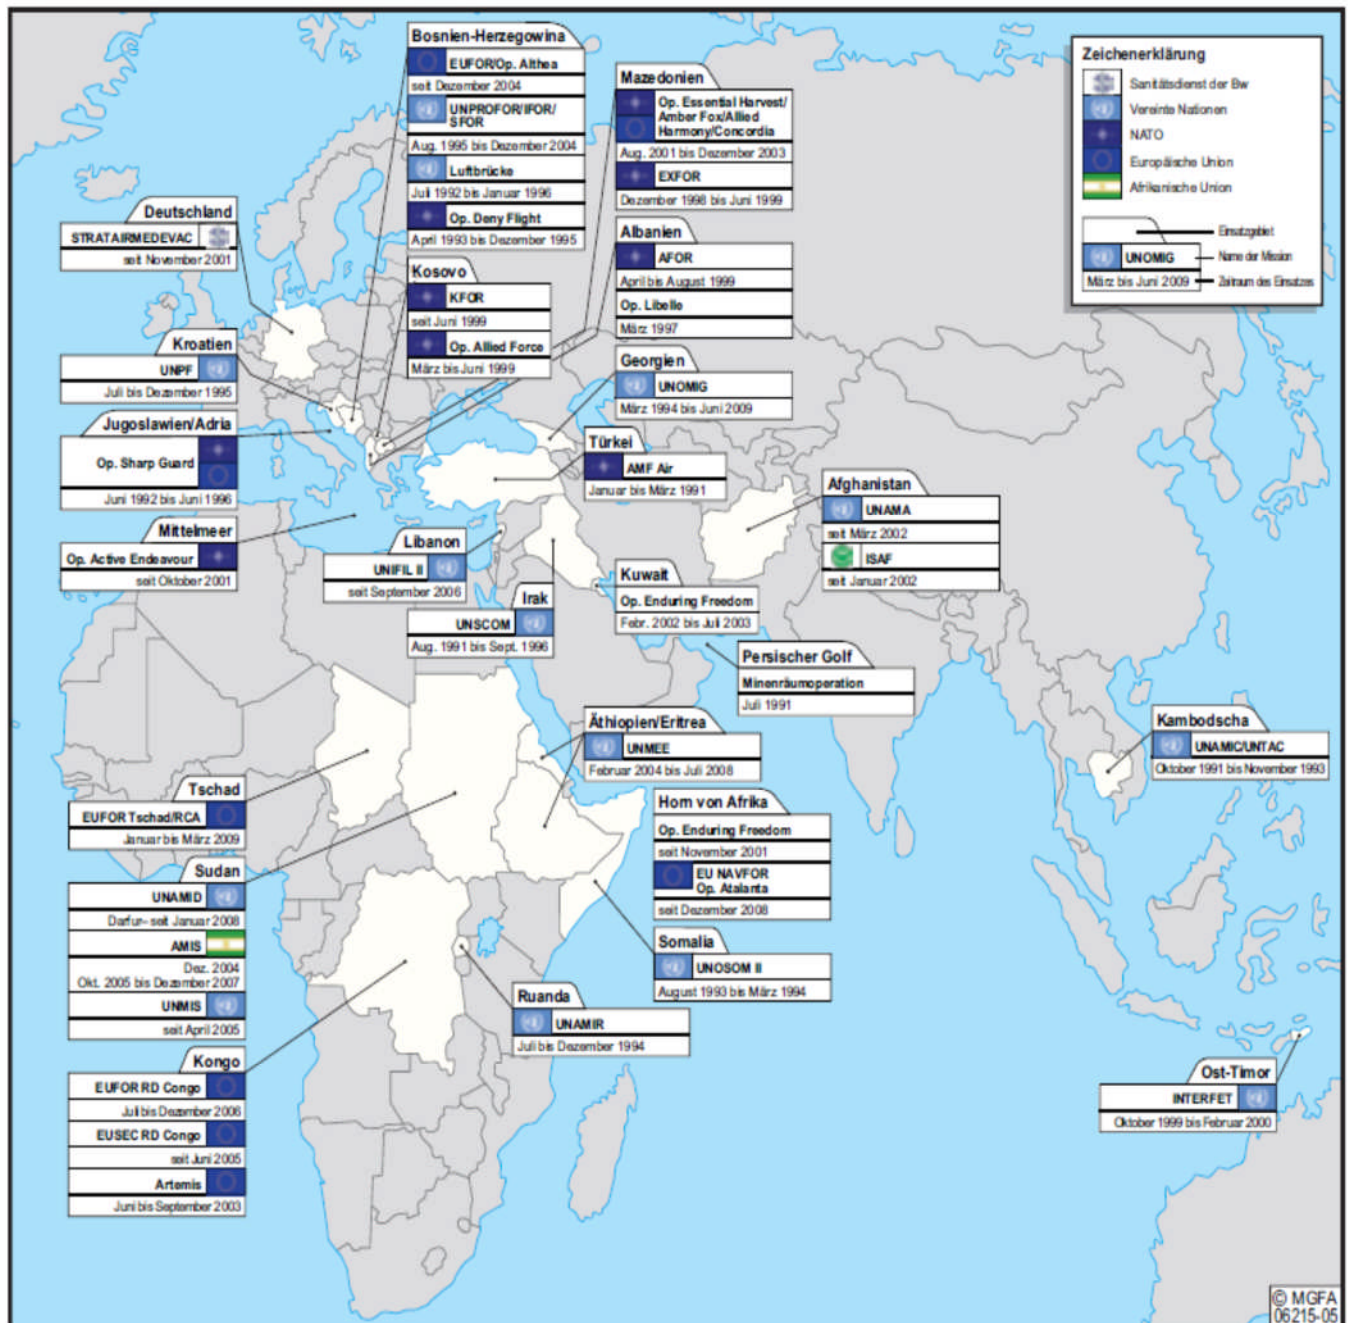 Bosnien-Herzegowina
EUFOR/Op. Althea
seit Dezember 2004
UNPROFOR/IFOR/
SFOR
Aug. 1995 bis Dezember 2004
Luftbrücke
Juli 1992 bis Januar 1996
Op. Deny Flight
April 1993 bis Dezember 1995
Mazedonien
Op. Essential Harvest/
Amber Fox/Allied
Harmony/Concordia
Aug. 2001 bis Dezember 2003
EXFOR
Dezember 1998 bis Juni 1999
Zeichenerklärung
Sanitätsdienst der Bw
Vereinte Nationen
NATO
Europäische Union
Afrikanische Union
Einsatzgebiet
UNOMIG
Name der Mission
März bis Juni 2009
Zeitraum des Einsatzes
Deutschland
STRATAIRMEDEVAC
seit November 2001
Albanien
AFOR
April bis August 1999
Op. Libelle
März 1997
Kosovo
KFOR
seit Juni 1999
Op. Allied Force
März bis Juni 1999
Kroatien
UNPF
Juli bis Dezember 1995
Georgien
UNOMIG
März 1994 bis Juni 2009
Jugoslawien/Adria
Op. Sharp Guard
Juni 1992 bis Juni 1996
Türkei
AMF Air
Januar bis März 1991
Afghanistan
UNAMA
seit März 2002
ISAF
seit Januar 2002
Mittelmeer
Op. Active Endeavour
seit Oktober 2001
Libanon
UNIFIL II
seit September 2006
Irak
UNSCOM
Aug. 1991 bis Sept. 1996
Kuwait
Op. Enduring Freedom
Febr. 2002 bis Juli 2003
Persischer Golf
Minenräumoperation
Juli 1991
Äthiopien/Eritrea
UNMEE
Februar 2004 bis Juli 2008
Kambodscha
UNAMIC/UNTAC
Oktober 1991 bis November 1993
Tschad
EUFOR Tschad/RCA
Januar bis März 2009
Horn von Afrika
Op. Enduring Freedom
seit November 2001
EU NAVFOR
Op. Atalanta
seit Dezember 2008
Sudan
UNAMID
Darfur– seit Januar 2008
AMIS
Dez. 2004
Okt. 2005 bis Dezember 2007
UNMIS
seit April 2005
Somalia
UNOSOM II
August 1993 bis März 1994
Ruanda
UNAMIR
Juli bis Dezember 1994
Kongo
EUFOR RD Congo
Juli bis Dezember 2006
EUSEC RD Congo
seit Juni 2005
Artemis
Juni bis September 2003
Ost-Timor
INTERFET
Oktober 1999 bis Februar 2000
© MGFA
06215-05